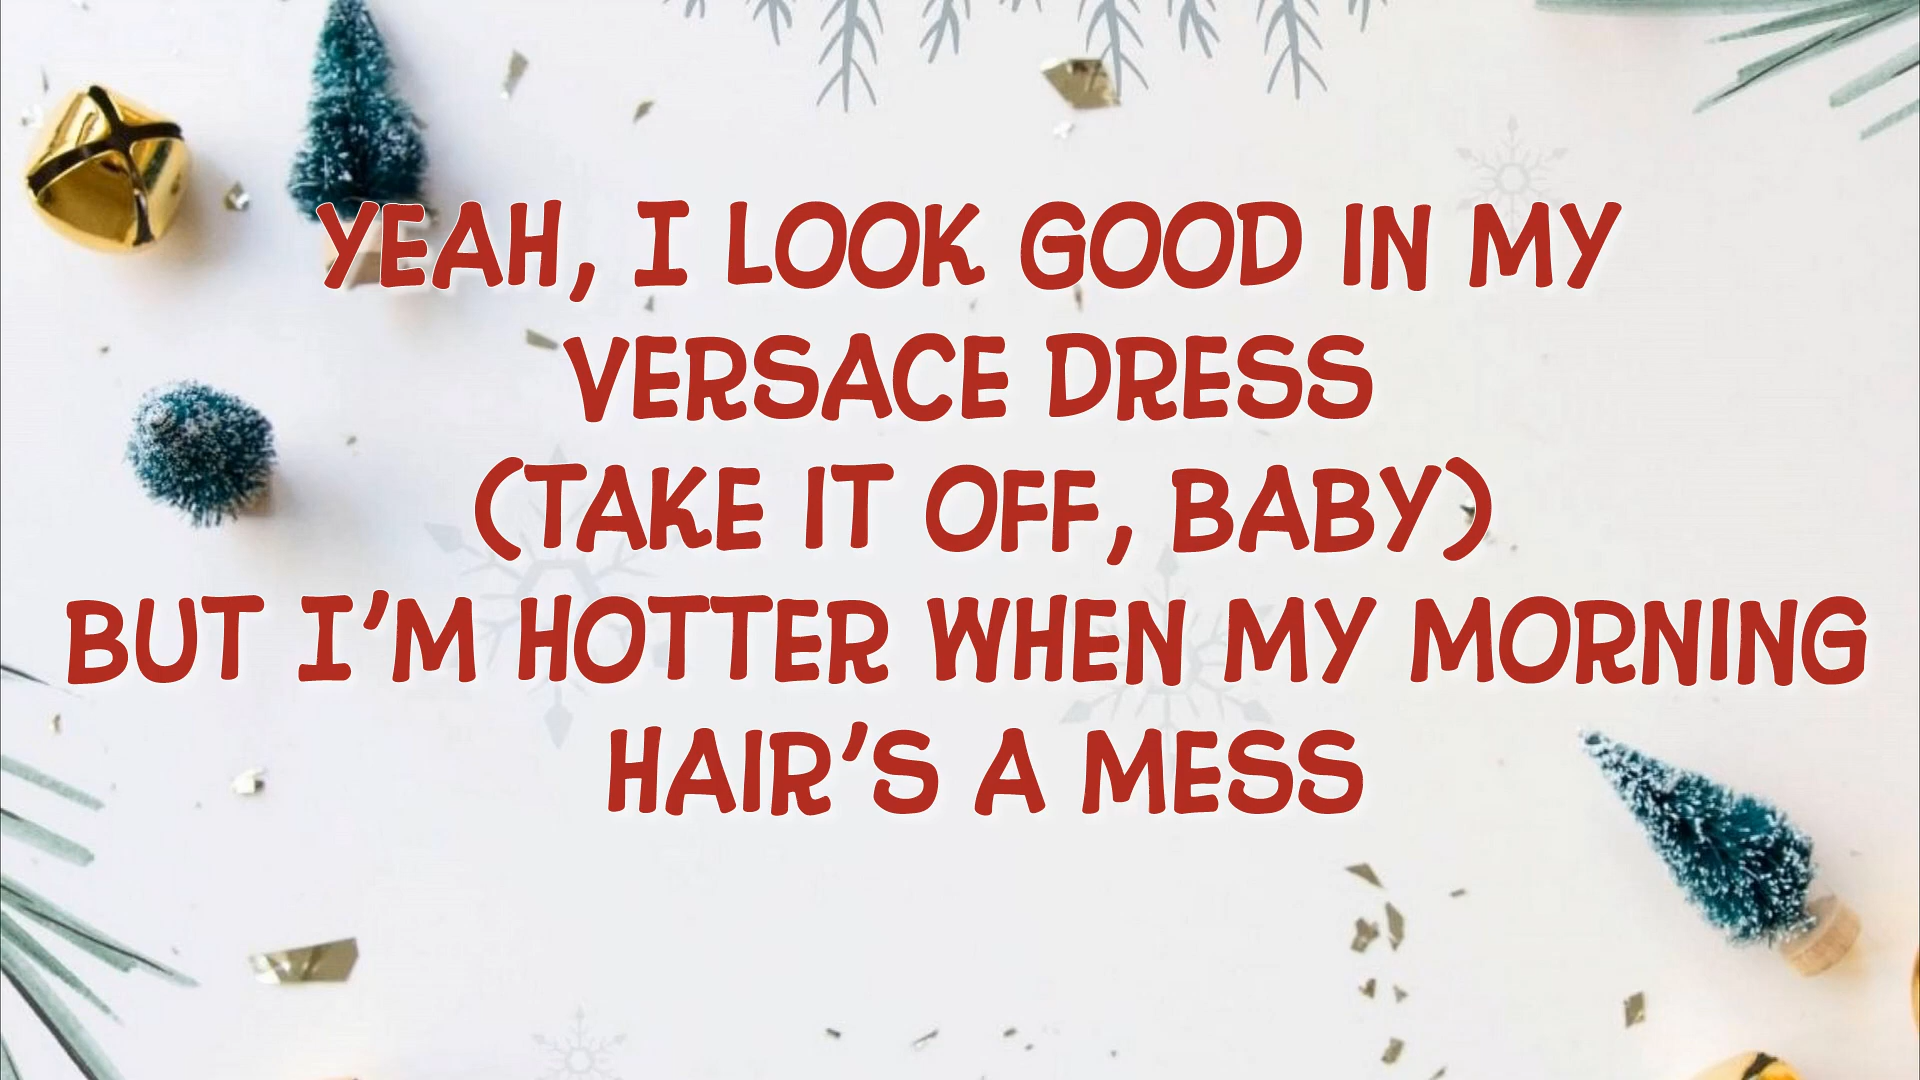 YEAH, I LOOK GOOD IN MY
VERSACE DRESS
(TAKE IT OFF, BABY)
BUT I'M HOTTER WHEN MY MORNING
HAIR'S A MESS